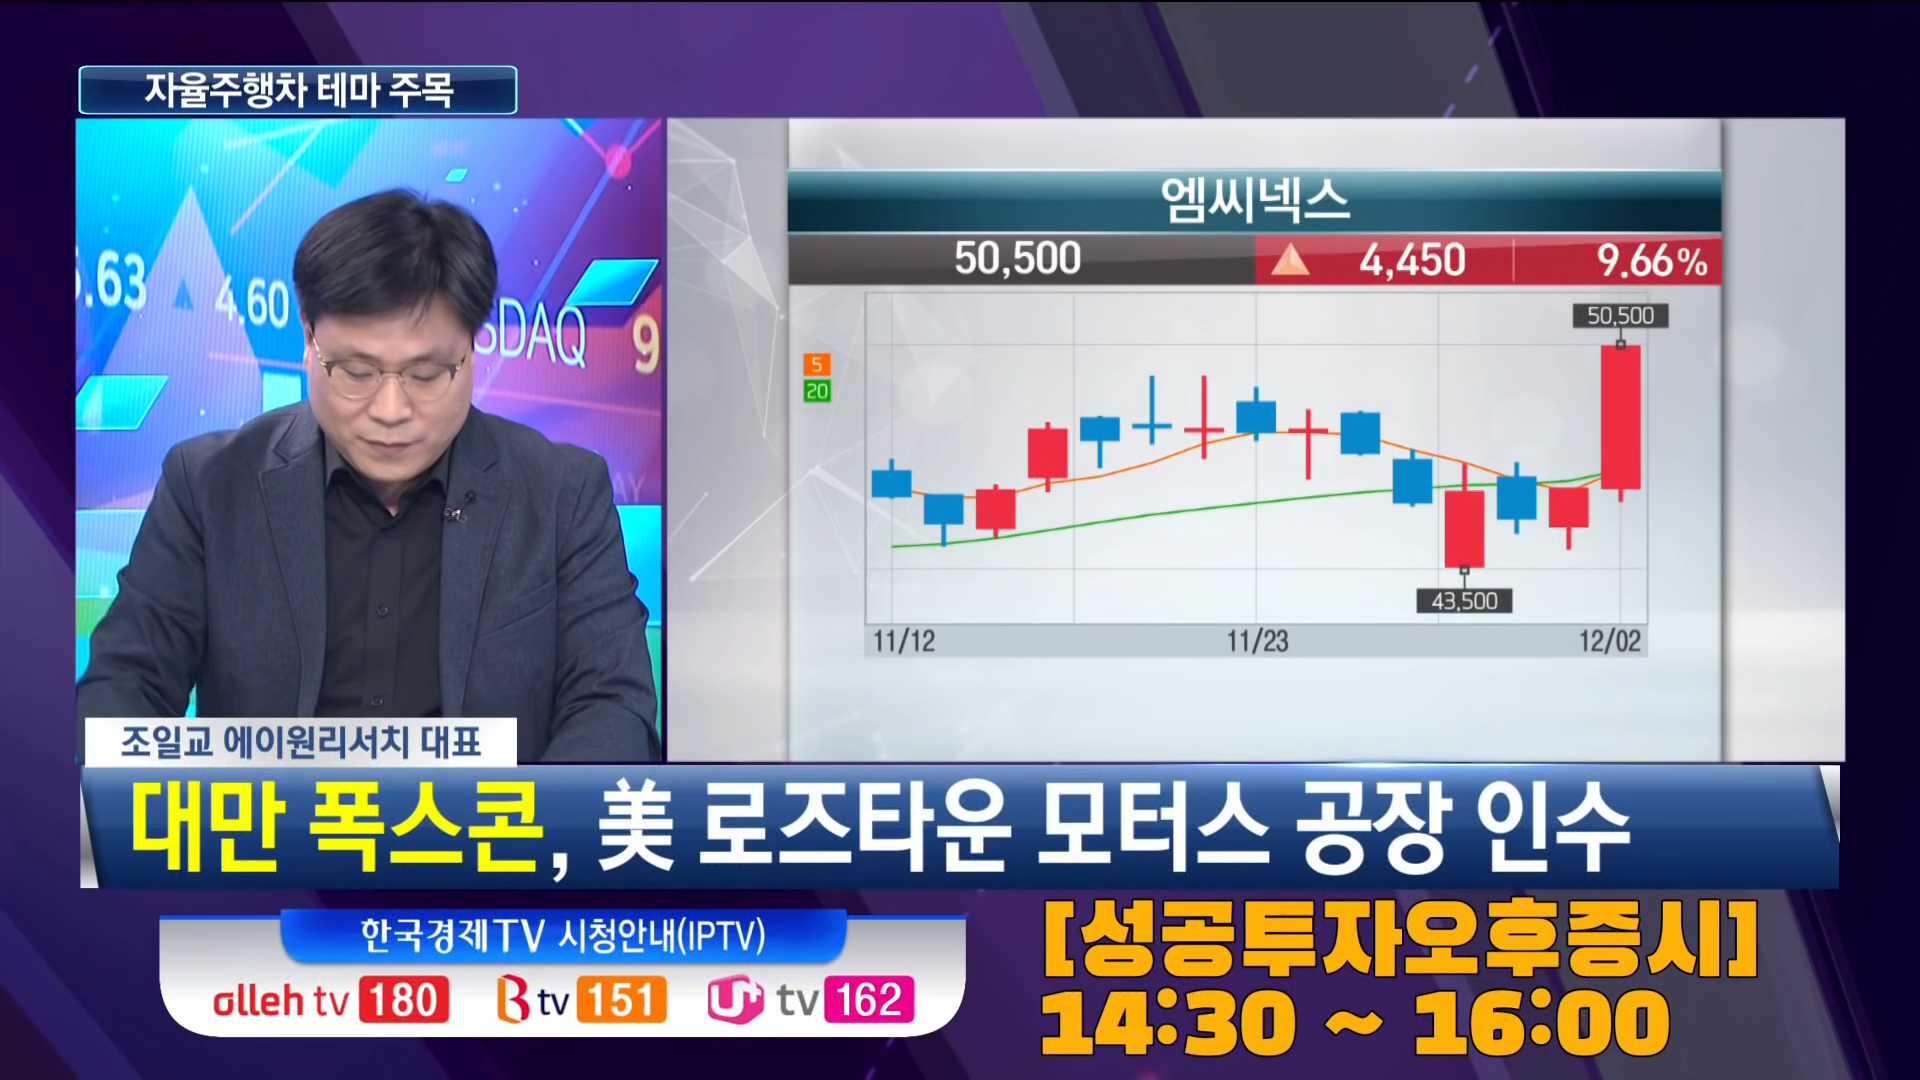 자율주행차 테마 주목
.63
4.60
SDAQ
9
엠씨넥스
50,500
4,450
9.66%
50,500
5
20
43,500
11/12
11/23
12/02
조일교 에이원리서치 대표
대만 폭스콘, 美 로즈타운 모터스 공장 인수
한국경제TV 시청안내(IPTV)
olleh tv 180
B tv 151
U+ tv 162
[성공투자오후증시]
14:30 ~ 16:00